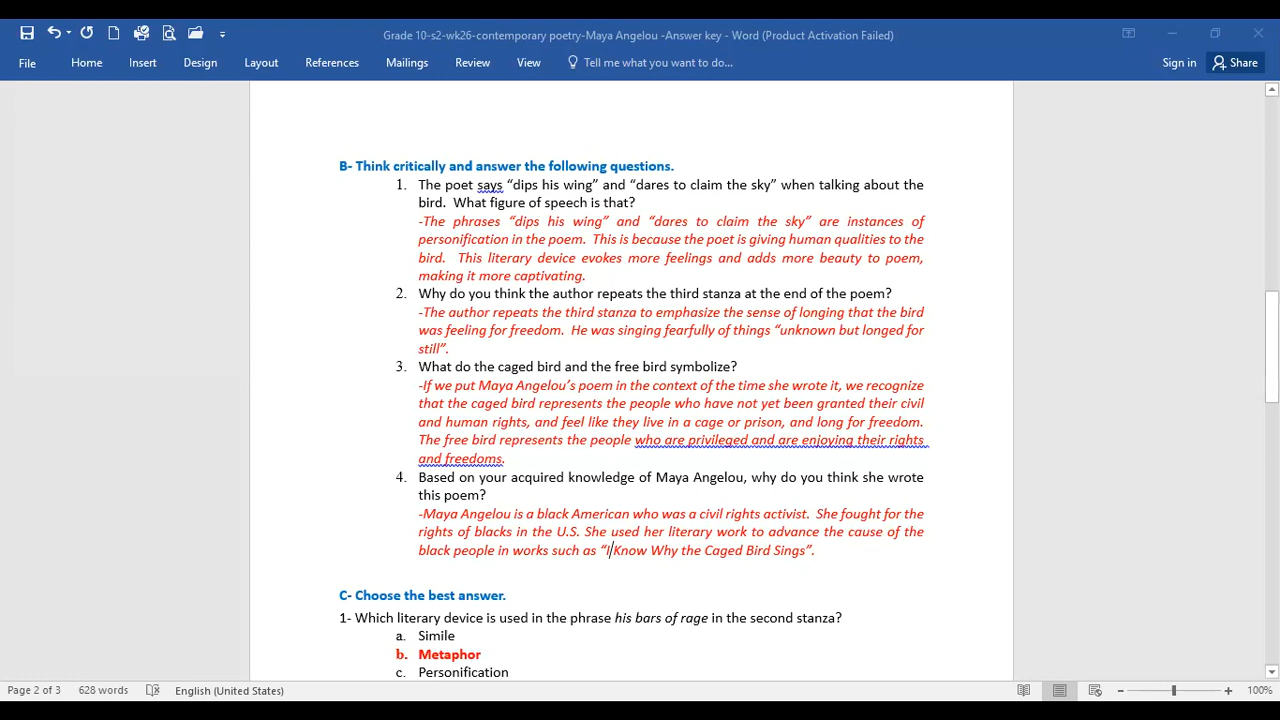 Grade 10-s2-wk26-contemporary poetry-Maya Angelou -Answer key - Word (Product Activation Failed)
File Home Insert Design Layout References Mailings Review View Tell me what you want to do... Sign in Share
B- Think critically and answer the following questions.
1. The poet says “dips his wing” and “dares to claim the sky” when talking about the
bird. What figure of speech is that?
-The phrases “dips his wing” and “dares to claim the sky” are instances of
personification in the poem. This is because the poet is giving human qualities to the
bird. This literary device evokes more feelings and adds more beauty to poem,
making it more captivating.
2. Why do you think the author repeats the third stanza at the end of the poem?
-The author repeats the third stanza to emphasize the sense of longing that the bird
was feeling for freedom. He was singing fearfully of things “unknown but longed for
still”.
3. What do the caged bird and the free bird symbolize?
-If we put Maya Angelou’s poem in the context of the time she wrote it, we recognize
that the caged bird represents the people who have not yet been granted their civil
and human rights, and feel like they live in a cage or prison, and long for freedom.
The free bird represents the people who are privileged and are enjoying their rights
and freedoms.
4. Based on your acquired knowledge of Maya Angelou, why do you think she wrote
this poem?
-Maya Angelou is a black American who was a civil rights activist. She fought for the
rights of blacks in the U.S. She used her literary work to advance the cause of the
black people in works such as “I Know Why the Caged Bird Sings”.
C- Choose the best answer.
1- Which literary device is used in the phrase his bars of rage in the second stanza?
a. Simile
b. Metaphor
c. Personification
Page 2 of 3 628 words English (United States) 100%